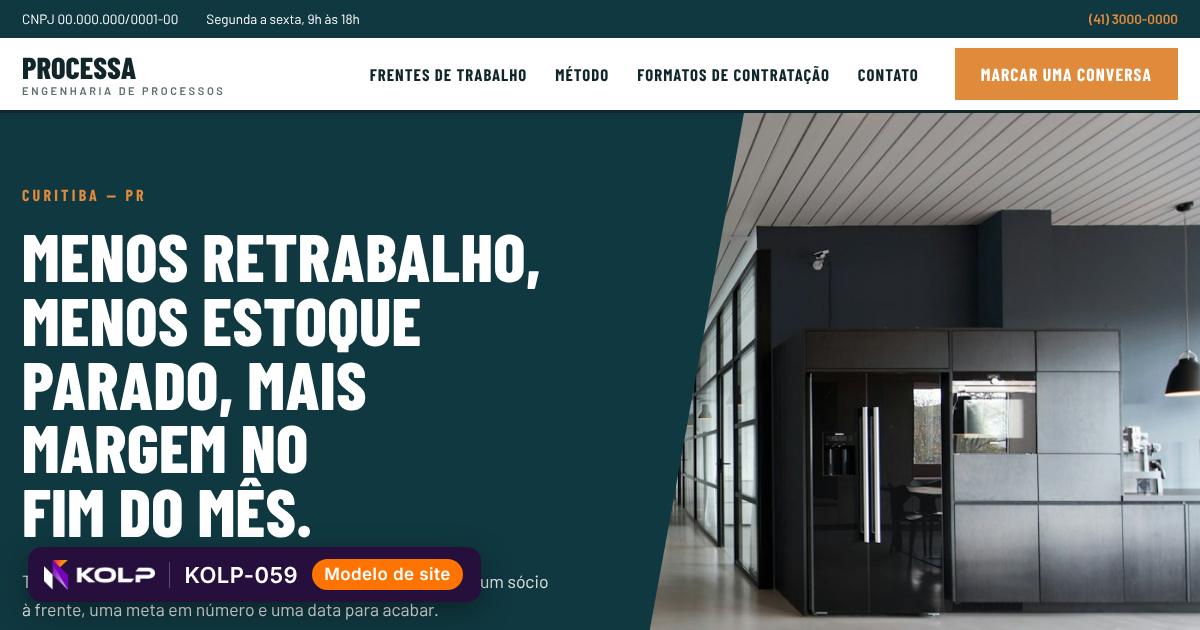 CNPJ 00.000.000/0001-00
Segunda a sexta, 9h às 18h
(41) 3000-0000
PROCESSA
ENGENHARIA DE PROCESSOS
FRENTES DE TRABALHO
MÉTODO
FORMATOS DE CONTRATAÇÃO
CONTATO
MARCAR UMA CONVERSA
CURITIBA — PR
MENOS RETRABALHO,
MENOS ESTOQUE
PARADO, MAIS
MARGEM NO
FIM DO MÊS.
KOLP
KOLP-059
Modelo de site
um sócio
à frente, uma meta em número e uma data para acabar.